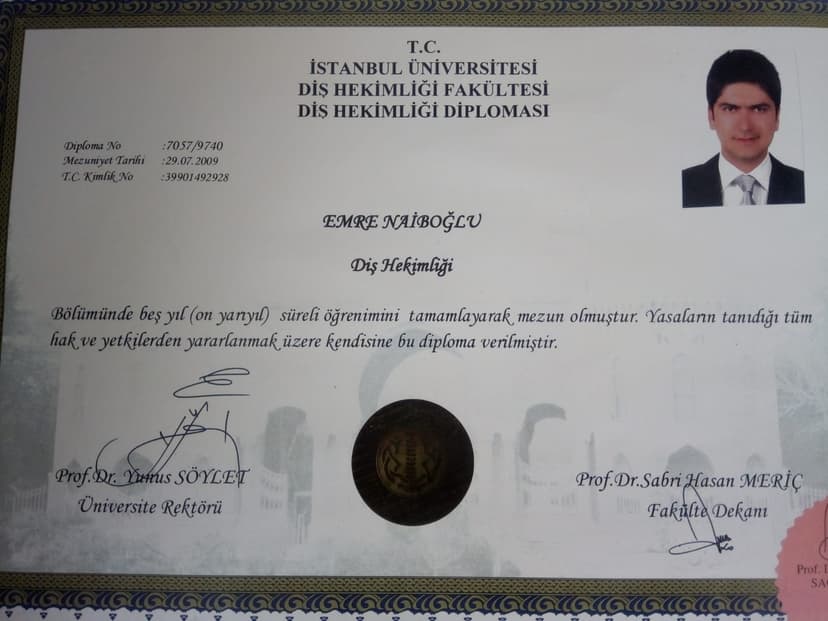 T.C.
İSTANBUL ÜNİVERSİTESİ
DİŞ HEKİMLİĞİ FAKÜLTESİ
DİŞ HEKİMLİĞİ DİPLOMASI
Diploma No :7057/9740
Mezuniyet Tarihi :29.07.2009
T.C. Kimlik No :39901492928
EMRE NAİBOĞLU
Diş Hekimliği
Bölümünde beş yıl (on yarıyıl) süreli öğrenimini tamamlayarak mezun olmuştur. Yasaların tanıdığı tüm
hak ve yetkilerden yararlanmak üzere kendisine bu diploma verilmiştir.
Prof.Dr. Yunus SÖYLET
Üniversite Rektörü
Prof.Dr.Sabri Hasan MERİÇ
Fakülte Dekanı
Prof.